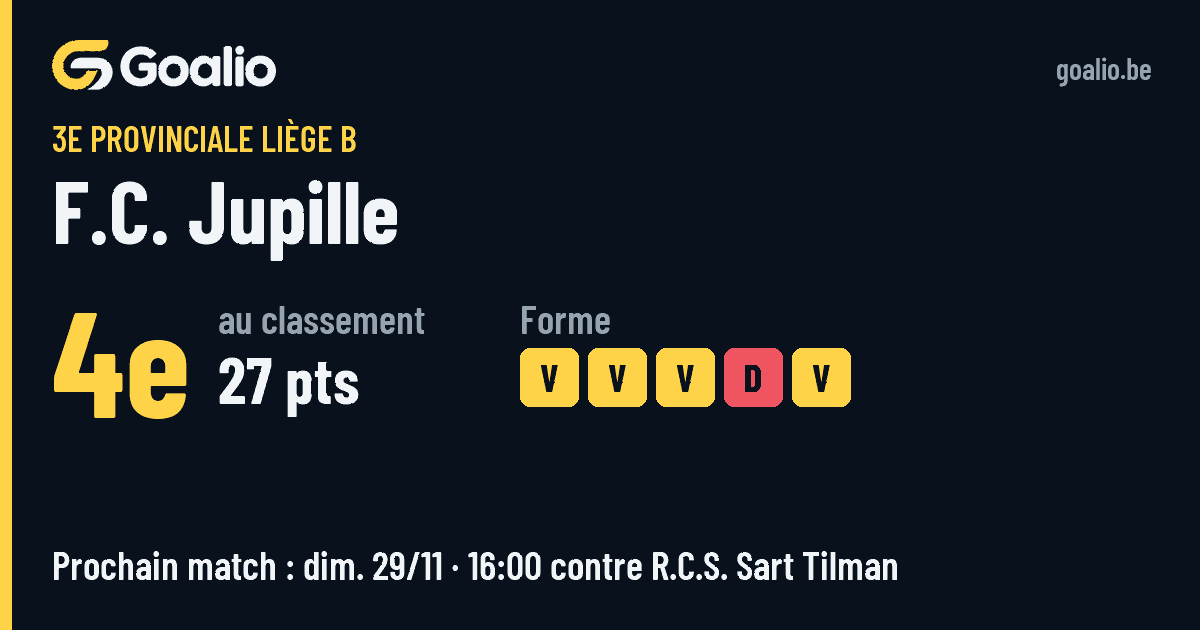 Goalio
goalio.be
3E PROVINCIALE LIÈGE B
F.C. Jupille
4e
au classement
27 pts
Forme
V V V D V
Prochain match : dim. 29/11 · 16:00 contre R.C.S. Sart Tilman